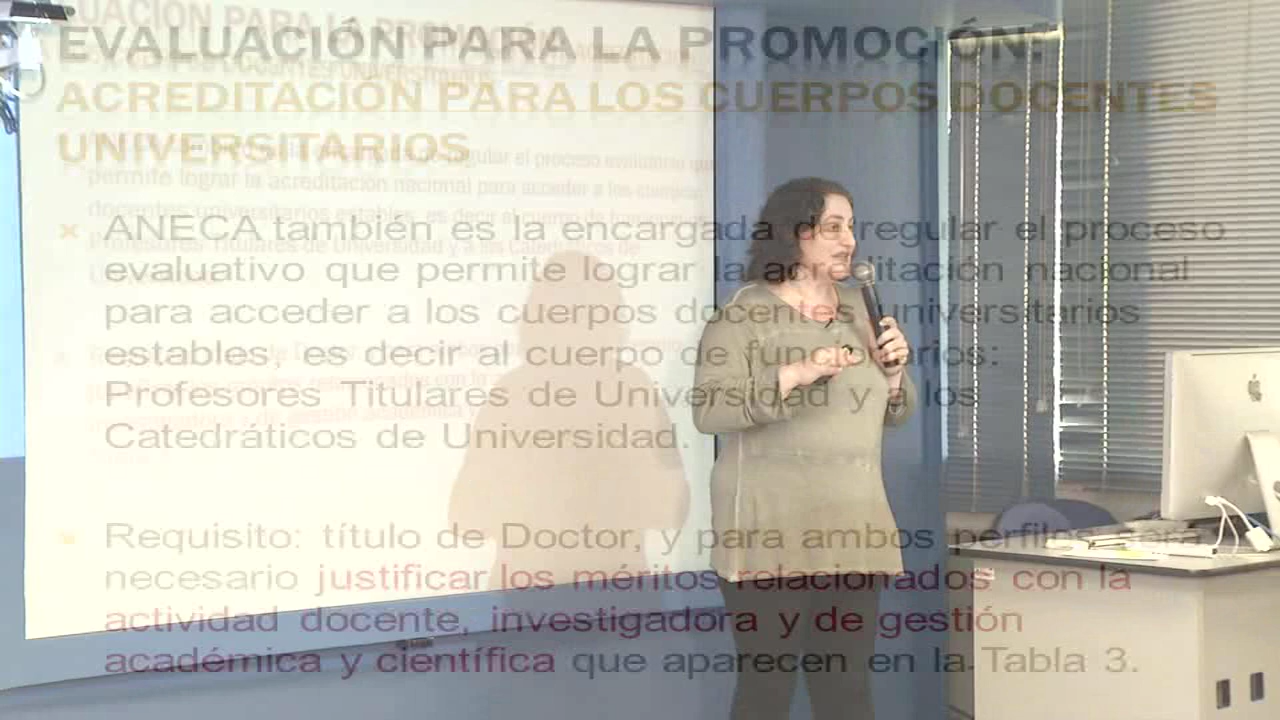 EVALUACIÓN PARA LA PROMOCIÓN:
ACREDITACIÓN PARA LOS CUERPOS DOCENTES
UNIVERSITARIOS
ANECA también es la encargada de regular el proceso
evaluativo que permite lograr la acreditación nacional
para acceder a los cuerpos docentes universitarios
estables, es decir al cuerpo de funcionarios:
Profesores Titulares de Universidad y a los
Catedráticos de Universidad.
Requisito: título de Doctor, y para ambos perfiles será
necesario justificar los méritos relacionados con la
actividad docente, investigadora y de gestión
académica y científica que aparecen en la Tabla 3.